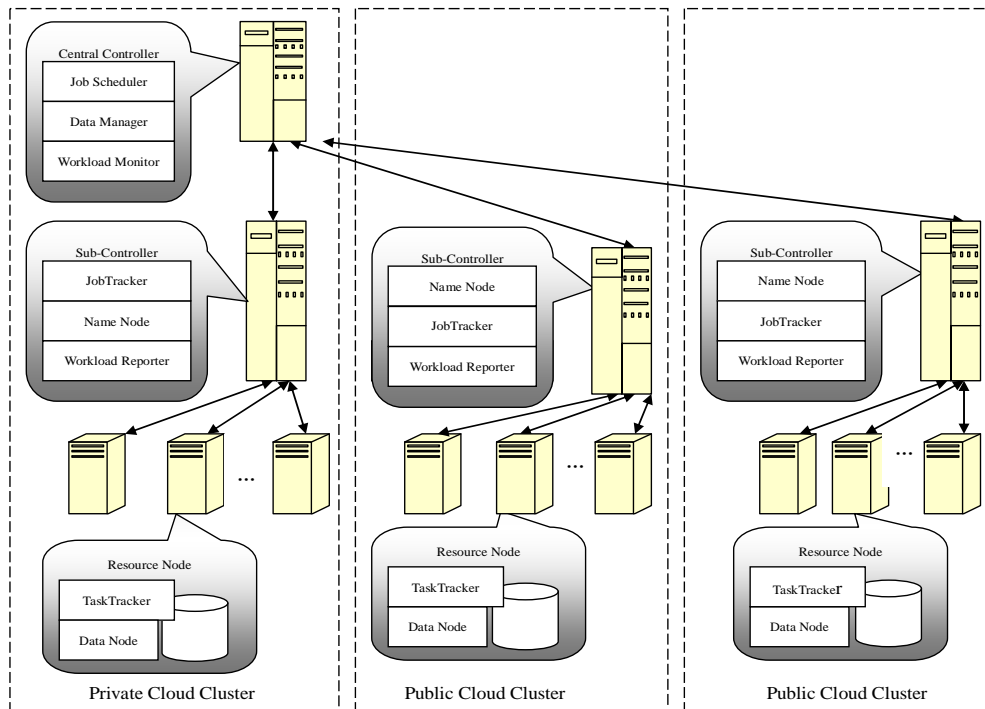 Central Controller
Job Scheduler
Data Manager
Workload Monitor
Sub-Controller
JobTracker
Name Node
Workload Reporter
...
Resource Node
TaskTracker
Data Node
Private Cloud Cluster
Sub-Controller
Name Node
JobTracker
Workload Reporter
...
Resource Node
TaskTracker
Data Node
Public Cloud Cluster
Sub-Controller
Name Node
JobTracker
Workload Reporter
...
Resource Node
TaskTracker
Data Node
Public Cloud Cluster